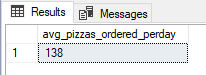 Results Messages
avg_pizzas_ordered_perday
1 138